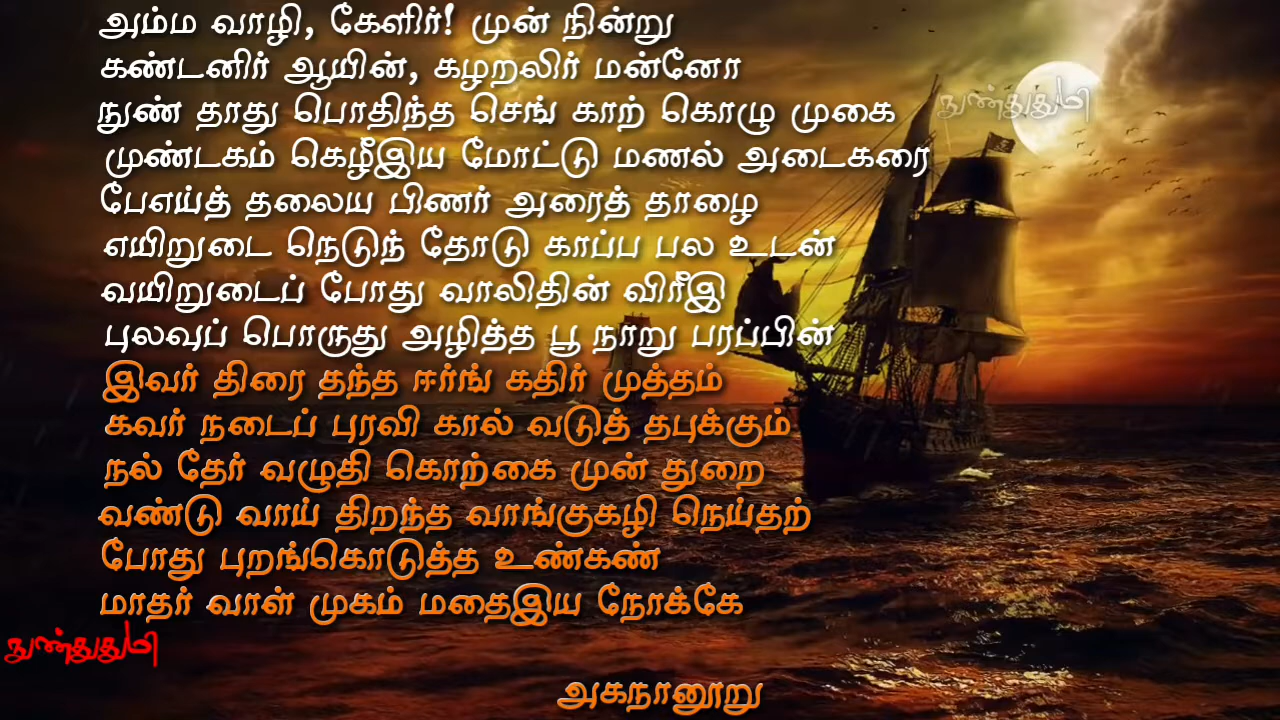 அம்ம வாழி, கேளிர்! முன் நின்று
கண்டனிர் ஆயின், கழறலிர் மன்னோ
நுண் தாது பொதிந்த செங் காற் கொழு முகை
முண்டகம் கெழீஇய மோட்டு மணல் அடைகரை
பேஎய்த் தலைய பிணர் அரைத் தாழை
எயிறுடை நெடுந் தோடு காப்ப பல உடன்
வயிறுடைப் போது வாலிதின் விரீஇ
புலவுப் பொருது அழித்த பூ நாறு பரப்பின்
இவர் திரை தந்த ஈர்ங் கதிர் முத்தம்
கவர் நடைப் புரவி கால் வடுத் தபுக்கும்
நல் தேர் வழுதி கொற்கை முன் துறை
வண்டு வாய் திறந்த வாங்குகழி நெய்தற்
போது புறங்கொடுத்த உண்கண்
மாதர் வாள் முகம் மதைஇய நோக்கே
நுண்துதுமி
நுண்துதுமி
அகநானூறு